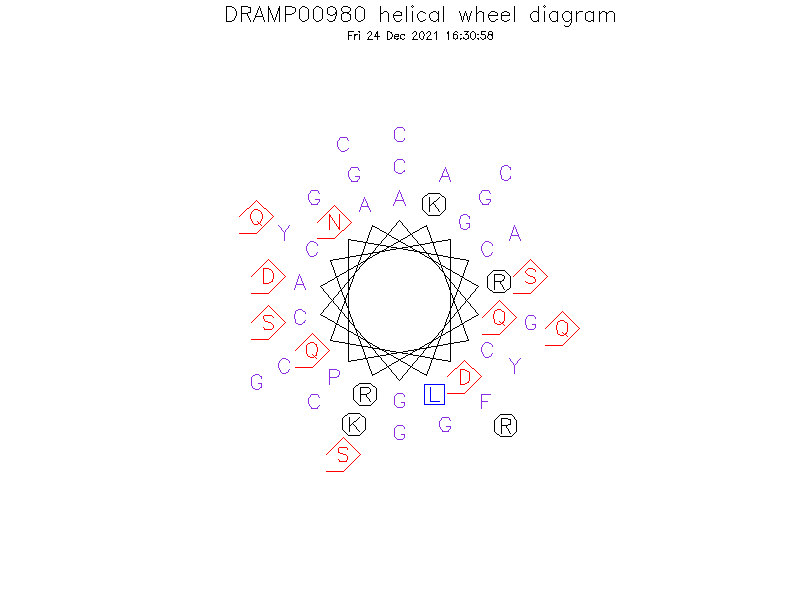 DRAMP00980 helical wheel diagram
Fri 24 Dec 2021 16:30:58
C C
G C A C
G A A K G
Q Y N G A
C C
D A R S
S C Q G Q
C Q C Y
G P D
C R G L F
K G G R
S